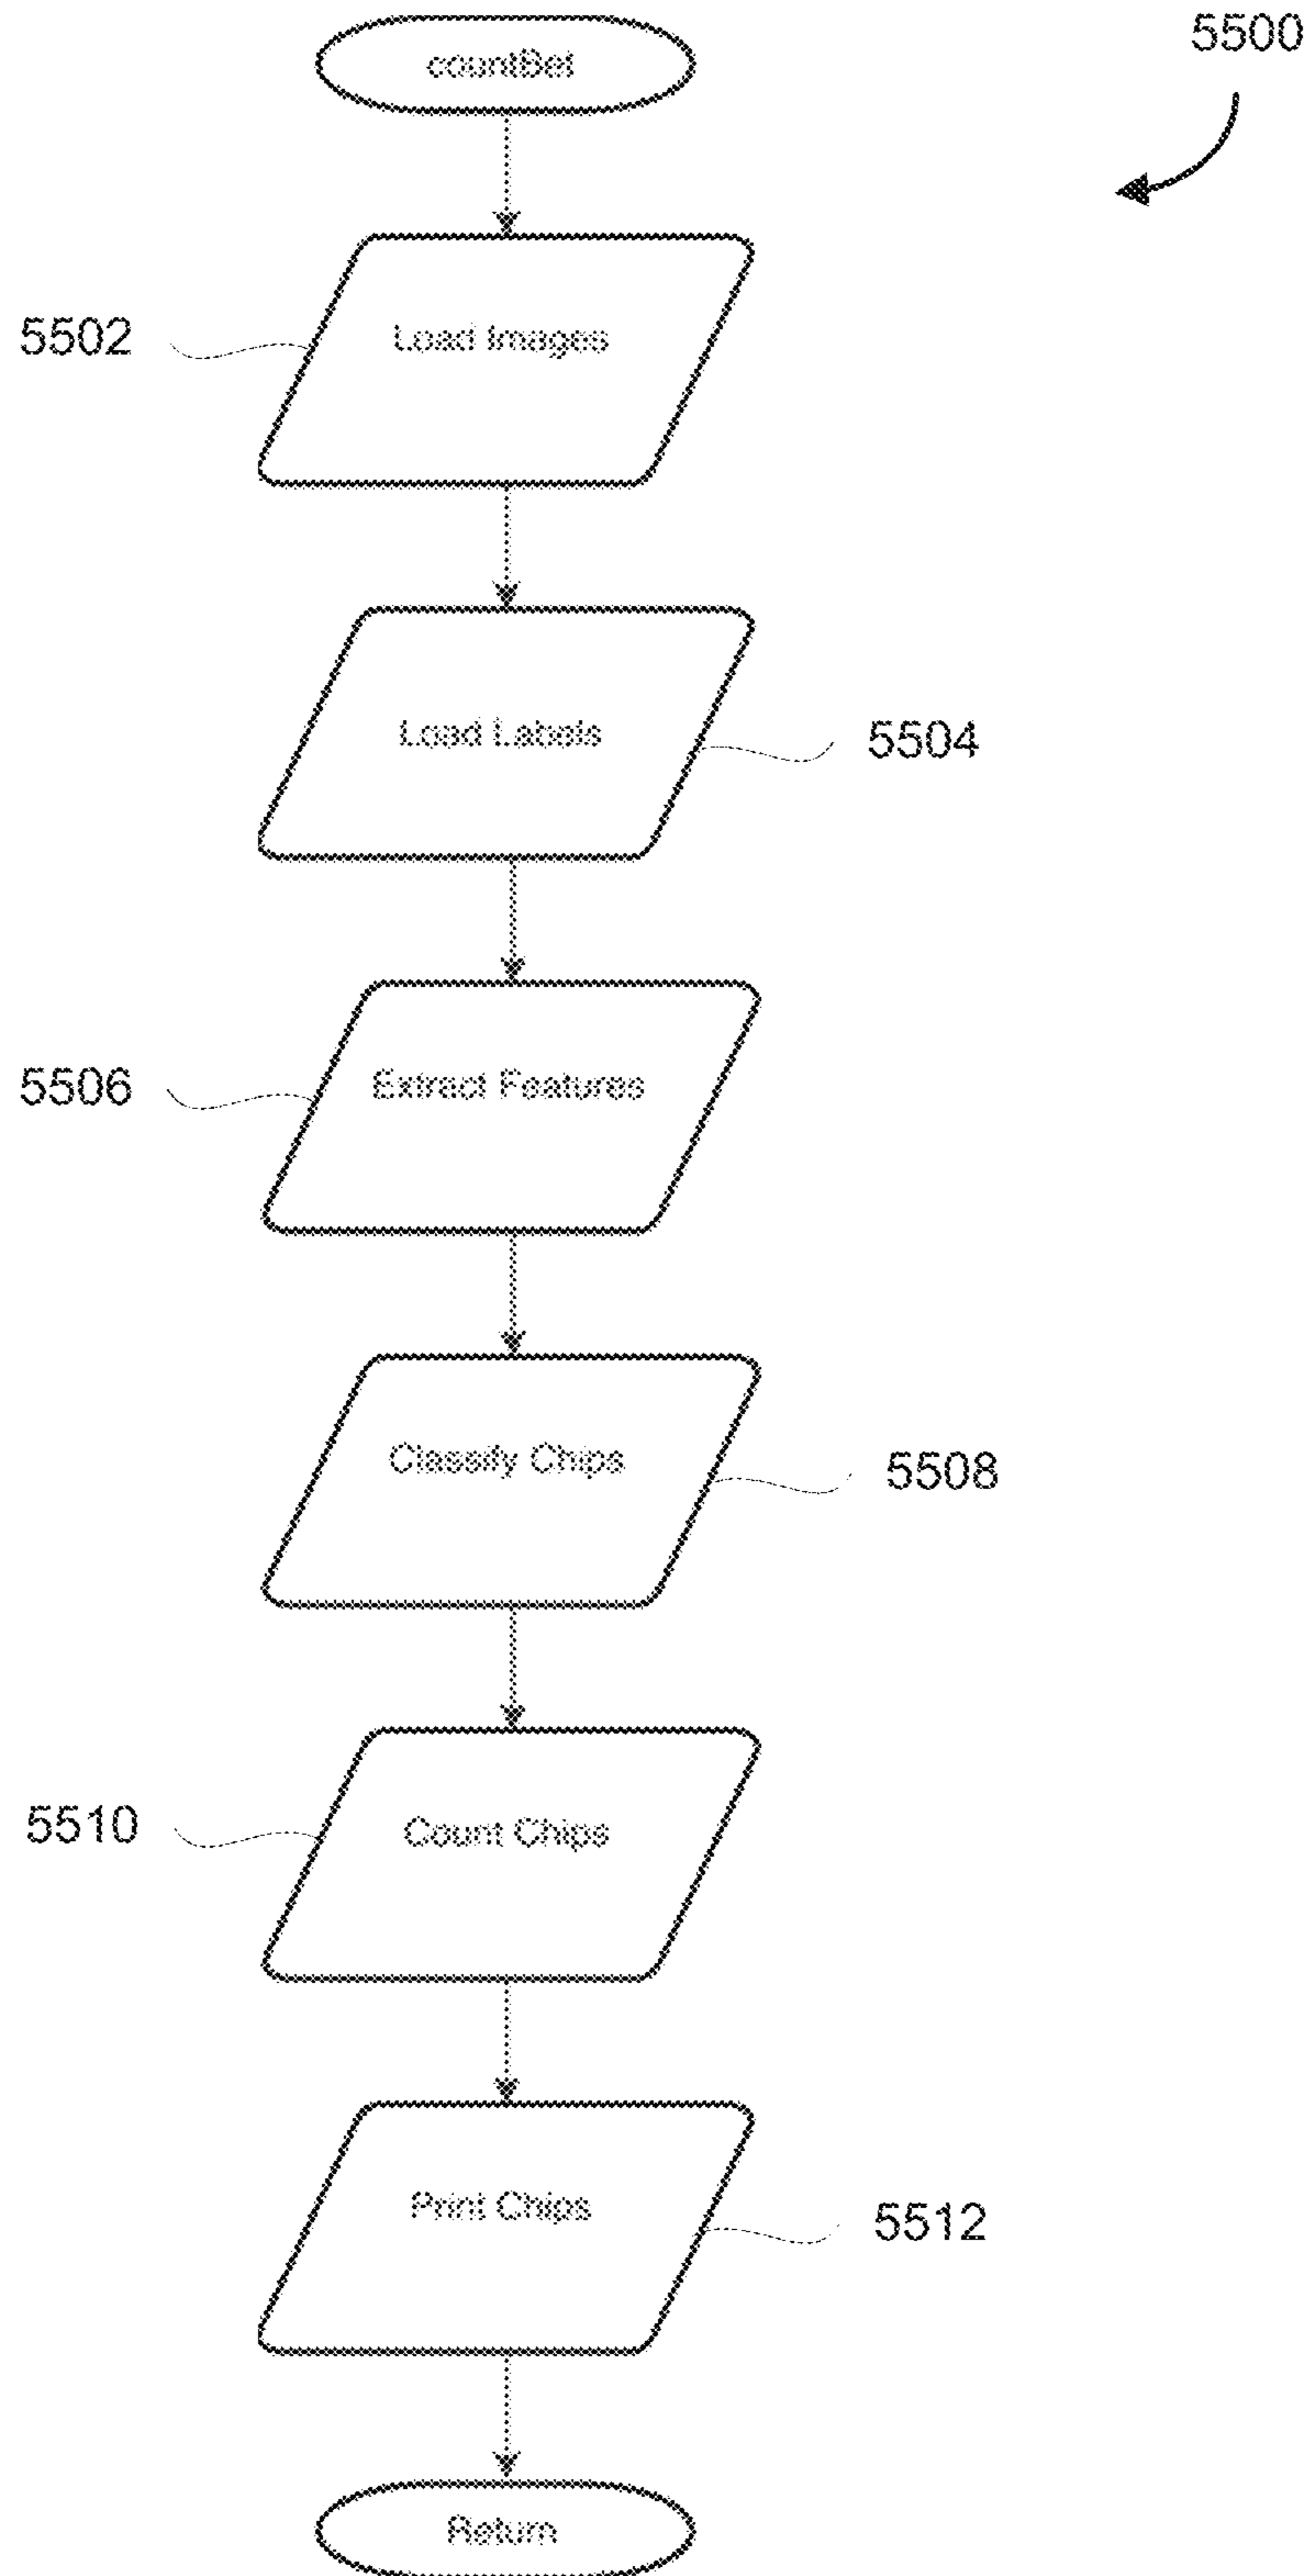 5500
countBet
5502
Load Images
Load Labels
5504
5506
Extract Features
Classify Chips
5508
5510
Count Chips
Print Chips
5512
Return